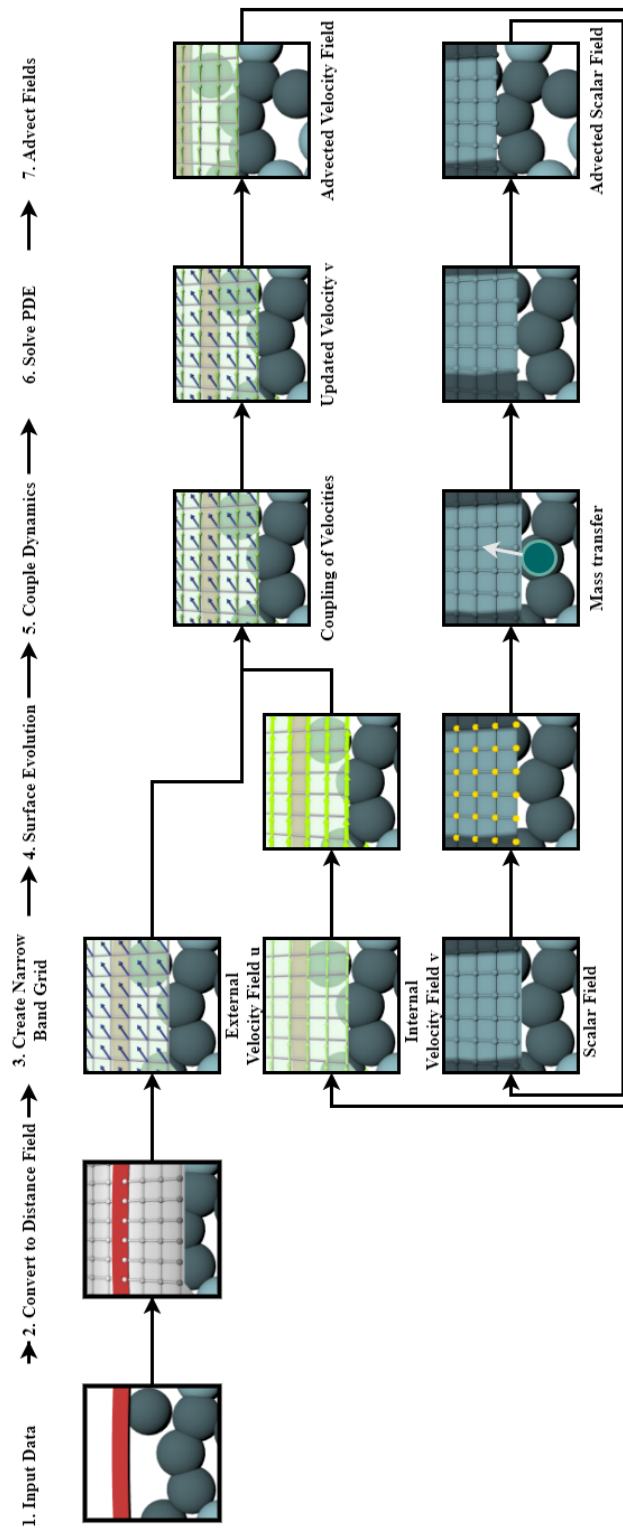 1. Input Data
2. Convert to Distance Field
3. Create Narrow
Band Grid
4. Surface Evolution
5. Couple Dynamics
6. Solve PDE
7. Advect Fields
External
Velocity Field u
Internal
Velocity Field v
Scalar Field
Coupling of Velocities
Mass transfer
Updated Velocity v
Advected Velocity Field
Advected Scalar Field